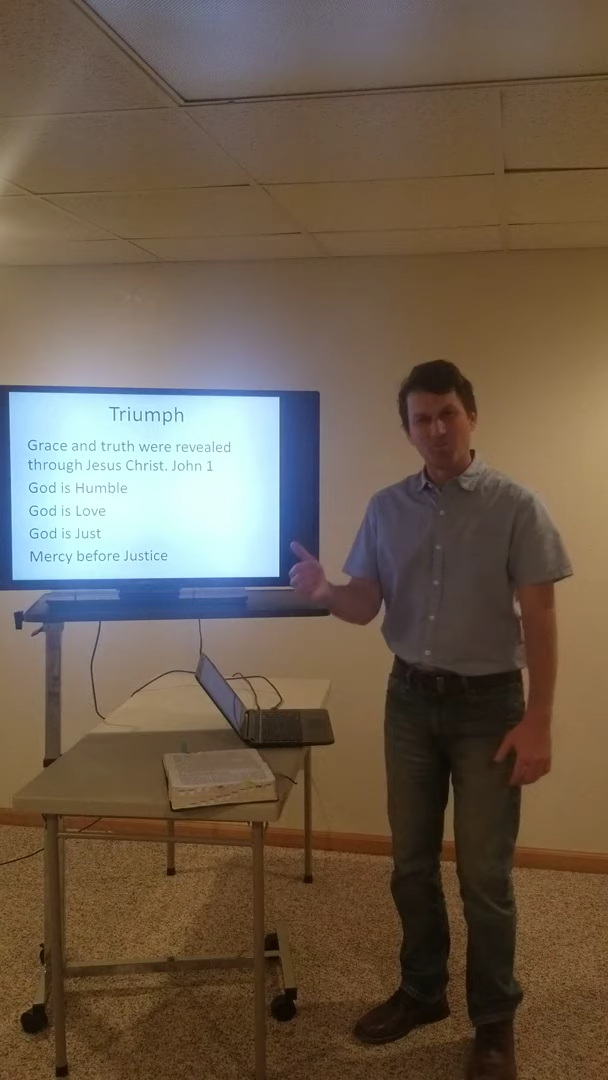 Triumph
Grace and truth were revealed
through Jesus Christ. John 1
God is Humble
God is Love
God is Just
Mercy before Justice